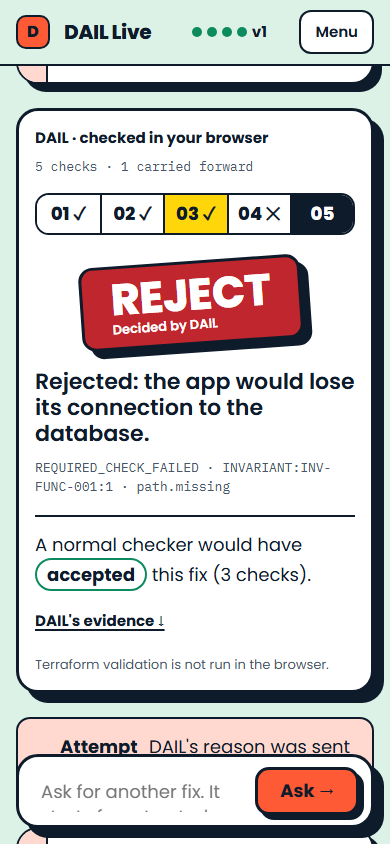 D DAIL Live v1 Menu
DAIL · checked in your browser
5 checks · 1 carried forward
01 ✓ 02 ✓ 03 ✓ 04 ✕ 05
REJECT
Decided by DAIL
Rejected: the app would lose
its connection to the
database.
REQUIRED_CHECK_FAILED · INVARIANT:INV-
FUNC-001:1 · path.missing
A normal checker would have
accepted this fix (3 checks).
DAIL's evidence ↓
Terraform validation is not run in the browser.
Attempt DAIL's reason was sent
Ask for another fix. It
Ask →